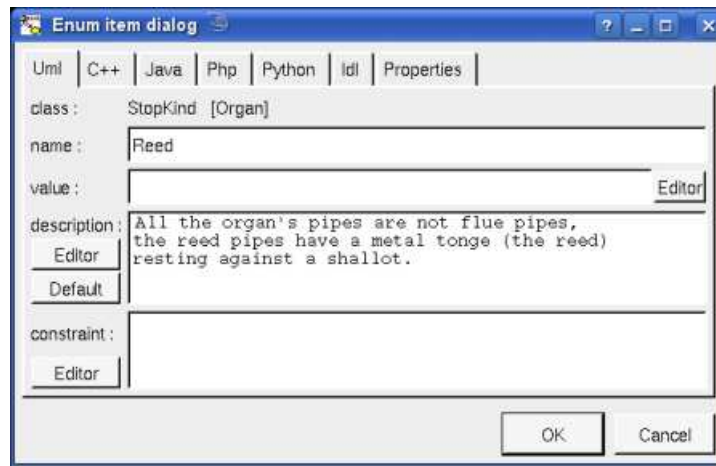 Enum item dialog
Uml C++ Java Php Python Idl Properties
class : StopKind [Organ]
name : Reed
value : Editor
description : All the organ's pipes are not flue pipes,
the reed pipes have a metal tonge (the reed)
Editor resting against a shallot.
Default
constraint :
Editor
OK Cancel